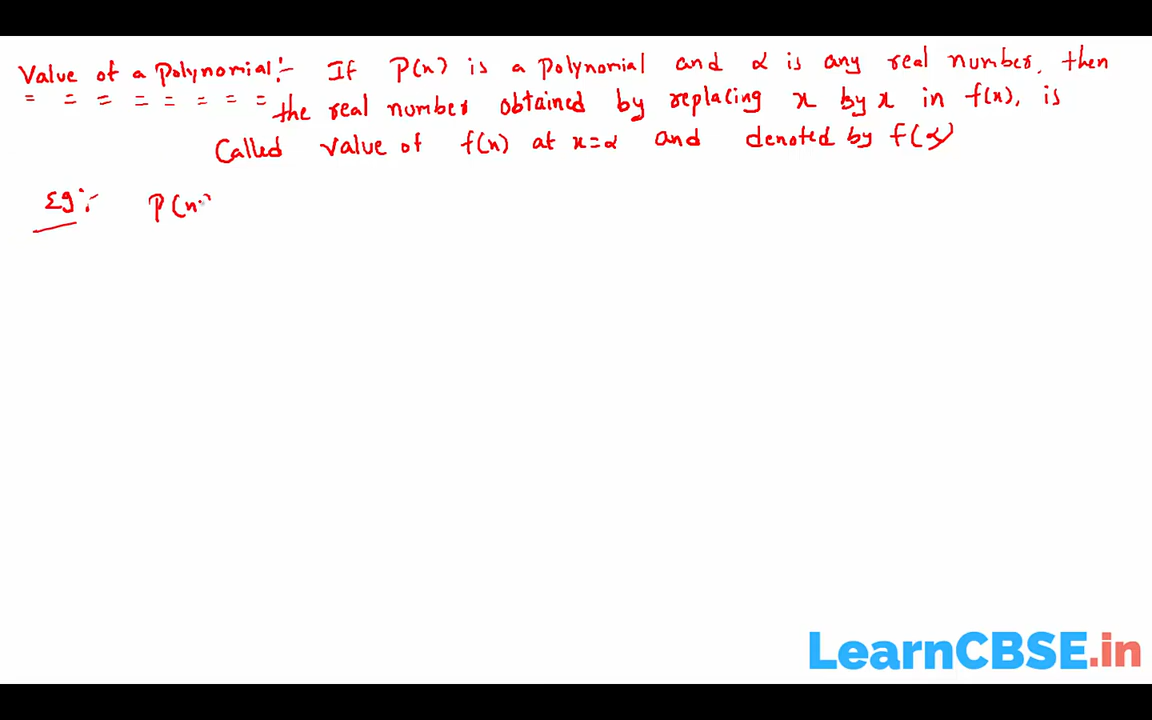 Value of a Polynomial:- If P(x) is a polynomial and α is any real number, then
= = = = = = = = the real number obtained by replacing x by x in f(x), is
Called value of f(x) at x=α and denoted by f(α)
Eg:- P(x)
LearnCBSE.in